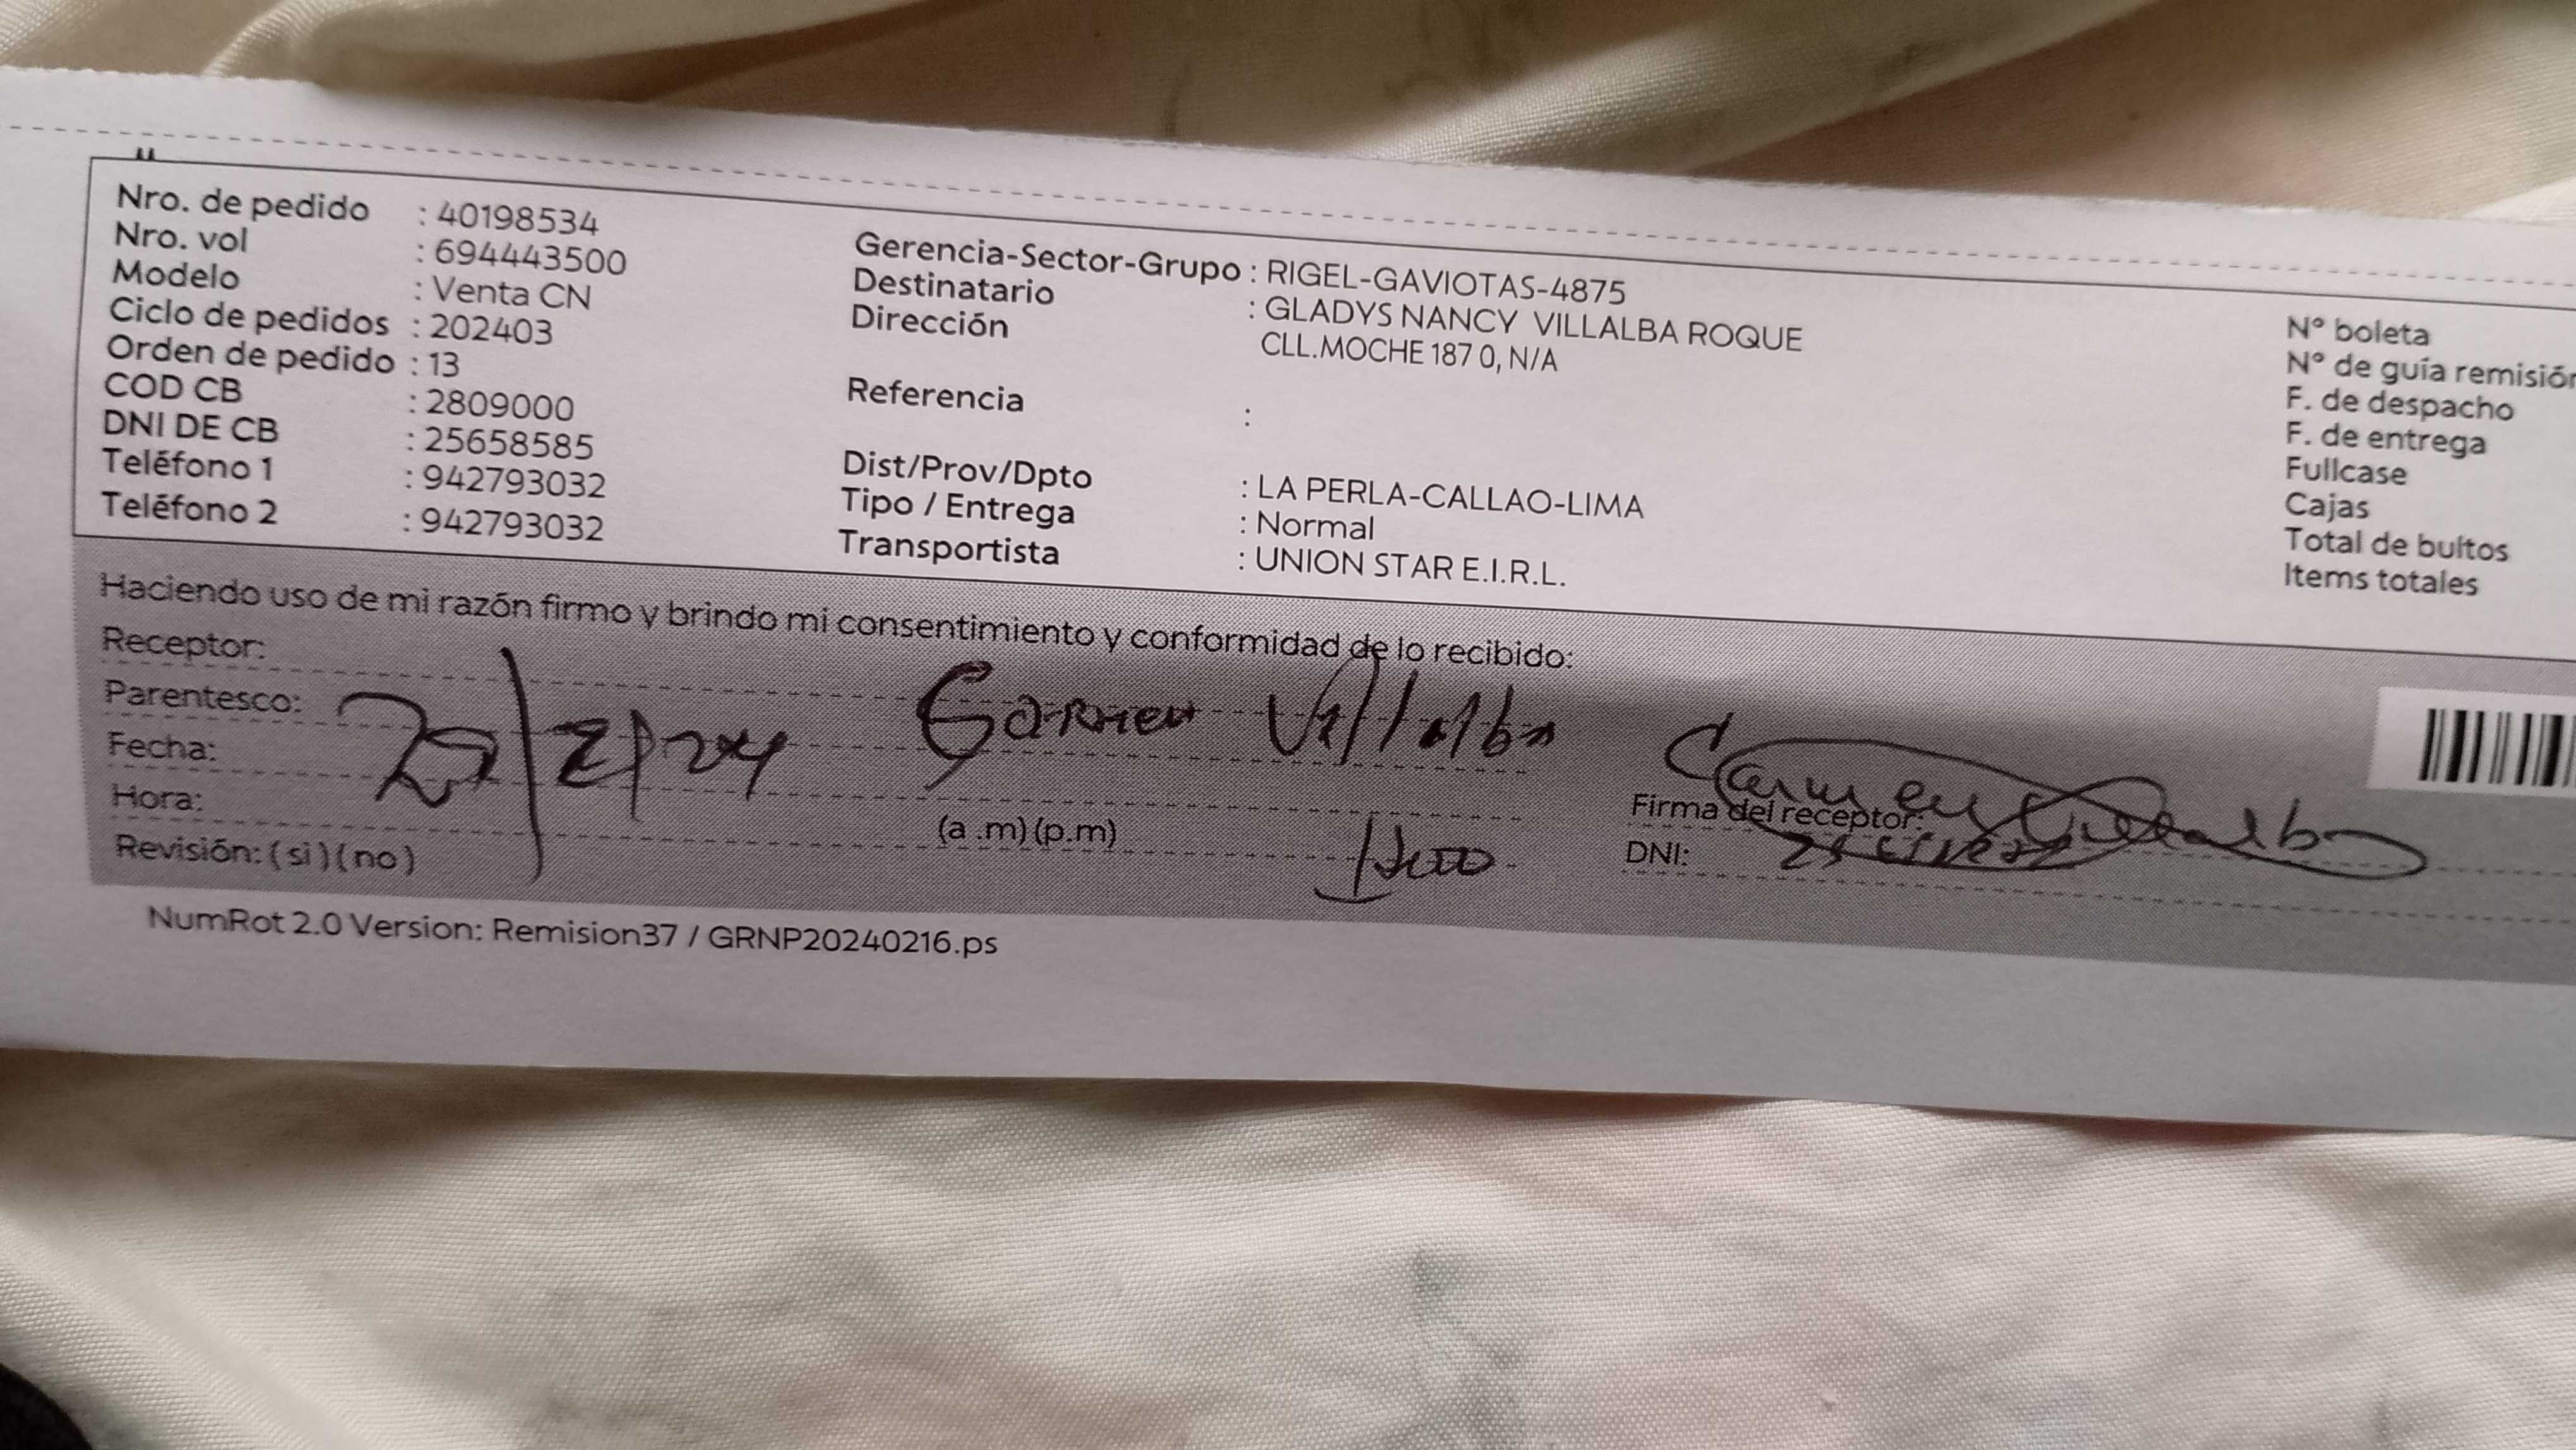 Nro. de pedido : 40198534
Nro. vol : 694443500
Modelo : Venta CN
Ciclo de pedidos : 202403
Orden de pedido : 13
COD CB : 2809000
DNI DE CB : 25658585
Teléfono 1 : 942793032
Teléfono 2 : 942793032
Gerencia-Sector-Grupo : RIGEL-GAVIOTAS-4875
Destinatario : GLADYS NANCY VILLALBA ROQUE
Dirección CLL.MOCHE 187 0, N/A
Referencia :
Dist/Prov/Dpto : LA PERLA-CALLAO-LIMA
Tipo / Entrega : Normal
Transportista : UNION STAR E.I.R.L.
N° boleta
N° de guía remisión
F. de despacho
F. de entrega
Fullcase
Cajas
Total de bultos
Items totales
Haciendo uso de mi razón firmo y brindo mi consentimiento y conformidad de lo recibido:
Receptor:
Parentesco: Carmen Villalba
Fecha:
Hora: (a .m) (p.m)
Revisión: ( si ) ( no )
Carmen Villalba
Firma del receptor:
DNI:
NumRot 2.0 Version: Remision37 / GRNP20240216.ps